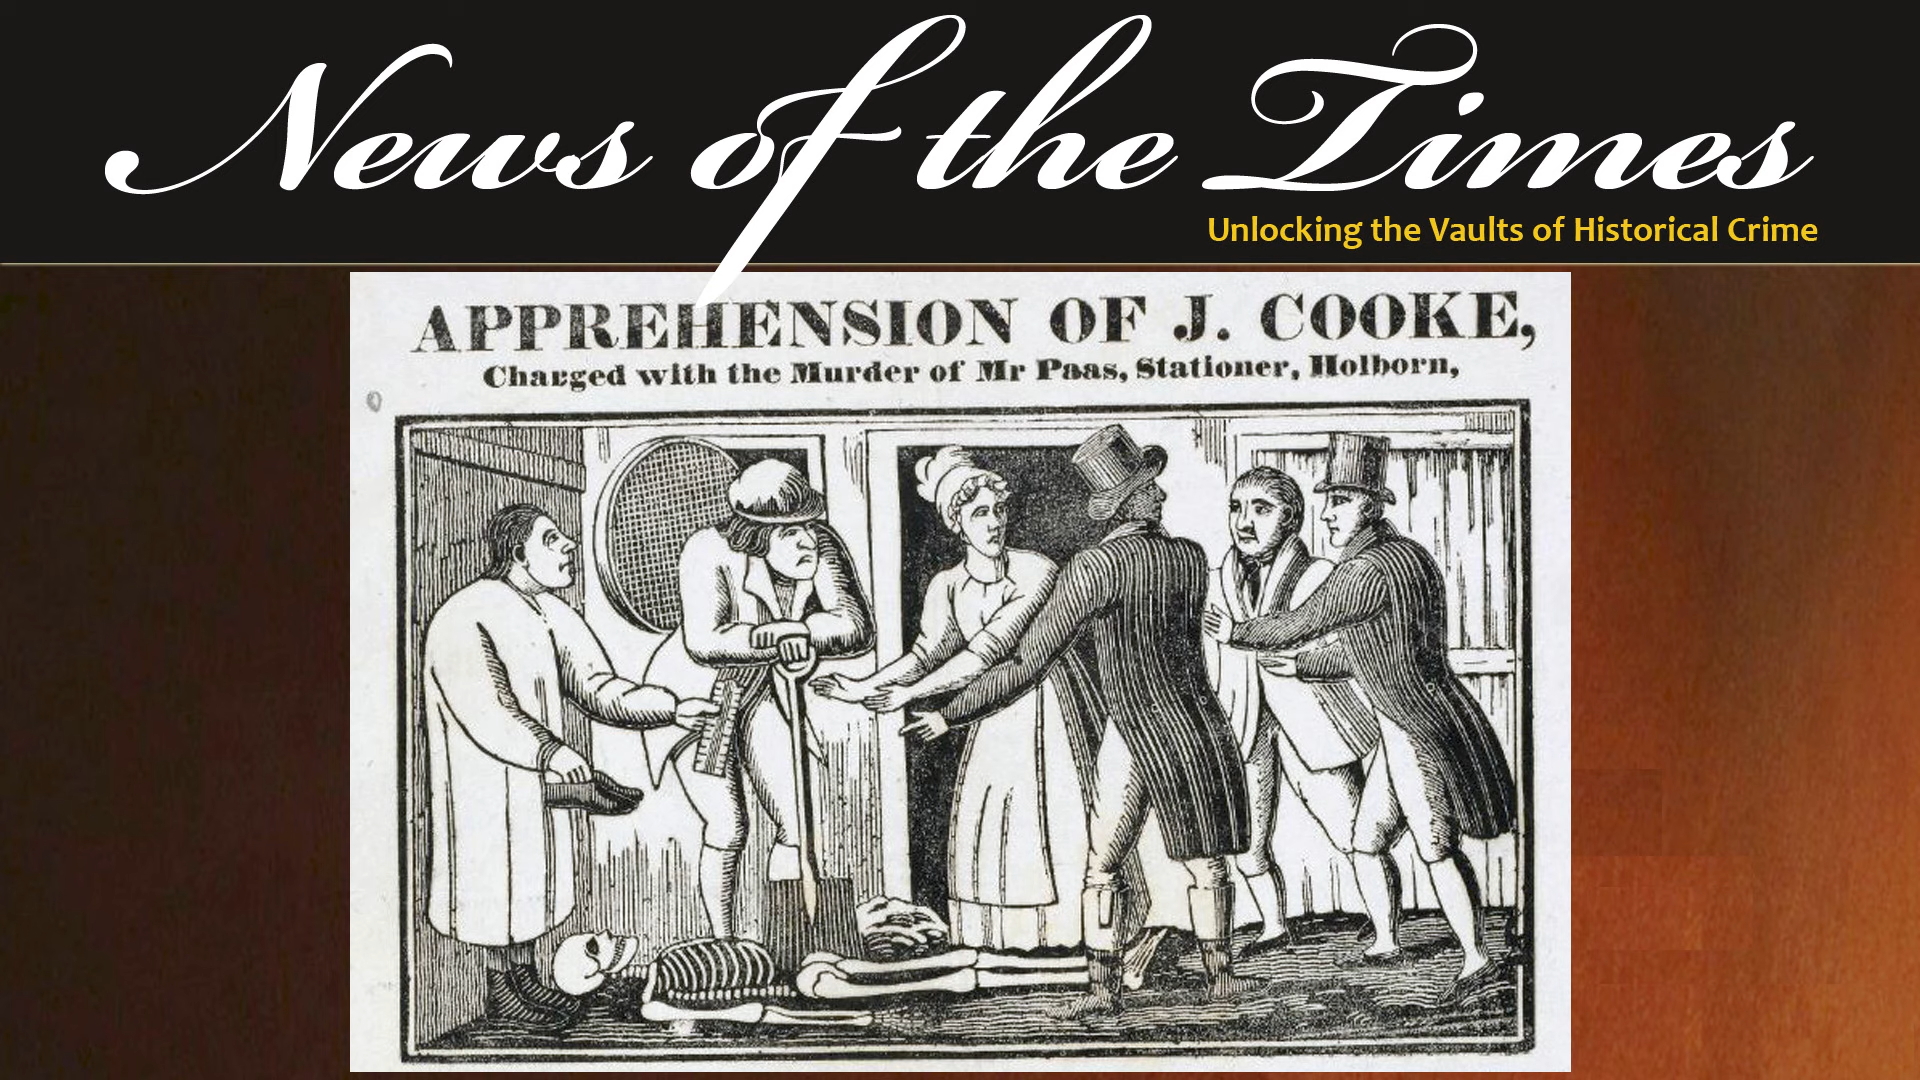 News of the Times
Unlocking the Vaults of Historical Crime
APPREHENSION OF J. COOKE,
Charged with the Murder of Mr Paas, Stationer, Holborn,